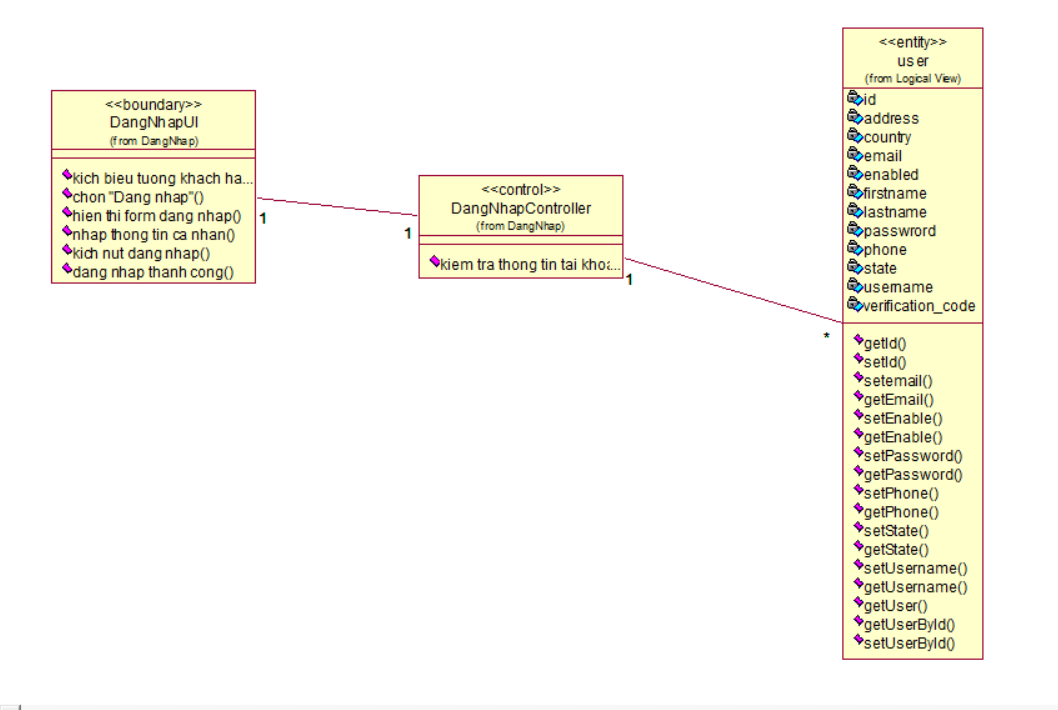 <<boundary>>
DangNhapUI
(from DangNhap)
kich bieu tuong khach ha...
chon "Dang nhap"()
hien thi form dang nhap()
nhap thong tin ca nhan()
kich nut dang nhap()
dang nhap thanh cong()
1
1
<<control>>
DangNhapController
(from DangNhap)
kiem tra thong tin tai khoa...
1
*
<<entity>>
user
(from Logical View)
id
address
country
email
enabled
firstname
lastname
passwrord
phone
state
username
verification_code
getId()
setId()
setemail()
getEmail()
setEnable()
getEnable()
setPassword()
getPassword()
setPhone()
getPhone()
setState()
getState()
setUsername()
getUsername()
getUser()
getUserById()
setUserById()